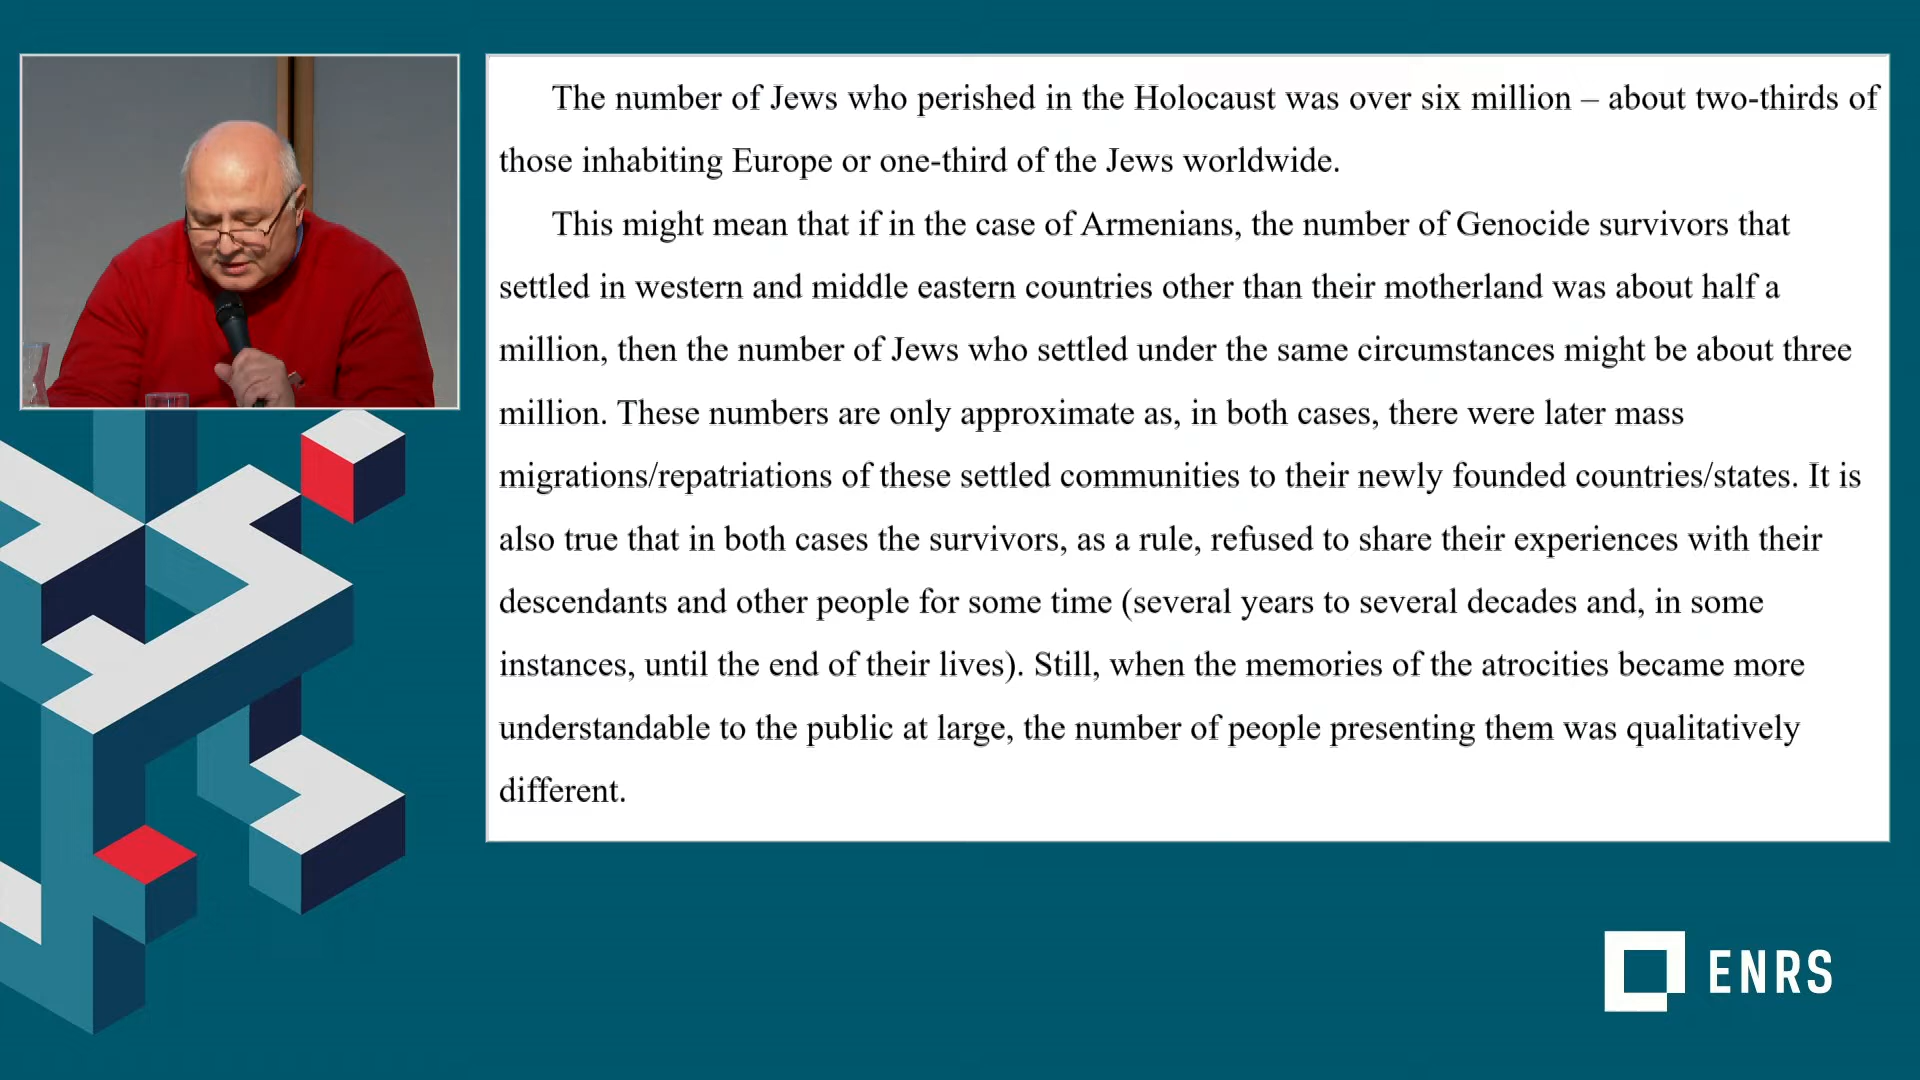 The number of Jews who perished in the Holocaust was over six million – about two-thirds of
those inhabiting Europe or one-third of the Jews worldwide.
This might mean that if in the case of Armenians, the number of Genocide survivors that
settled in western and middle eastern countries other than their motherland was about half a
million, then the number of Jews who settled under the same circumstances might be about three
million. These numbers are only approximate as, in both cases, there were later mass
migrations/repatriations of these settled communities to their newly founded countries/states. It is
also true that in both cases the survivors, as a rule, refused to share their experiences with their
descendants and other people for some time (several years to several decades and, in some
instances, until the end of their lives). Still, when the memories of the atrocities became more
understandable to the public at large, the number of people presenting them was qualitatively
different.
ENRS